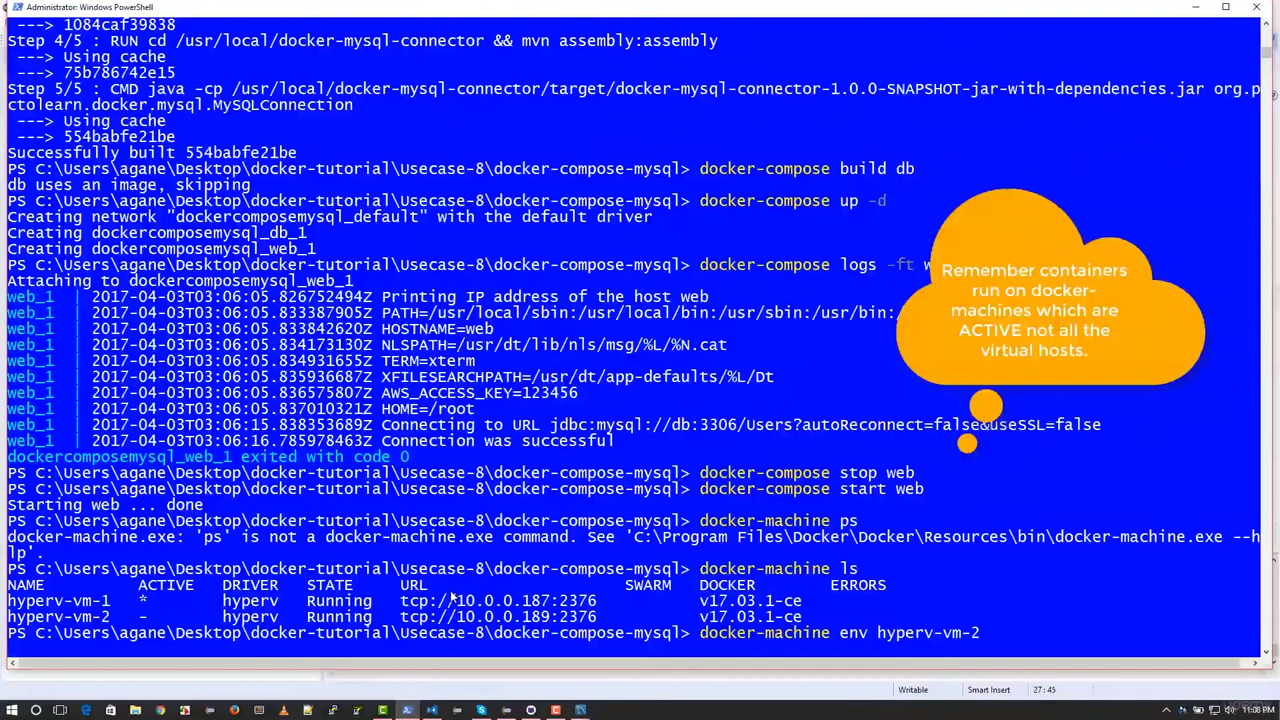 Administrator: Windows PowerShell
---> 1084caf39838
Step 4/5 : RUN cd /usr/local/docker-mysql-connector && mvn assembly:assembly
---> Using cache
---> 75b786742e15
Step 5/5 : CMD java -cp /usr/local/docker-mysql-connector/target/docker-mysql-connector-1.0.0-SNAPSHOT-jar-with-dependencies.jar org.p
ctolearn.docker.mysql.MySQLConnection
---> Using cache
---> 554babfe21be
Successfully built 554babfe21be
PS C:\Users\agane\Desktop\docker-tutorial\Usecase-8\docker-compose-mysql> docker-compose build db
db uses an image, skipping
PS C:\Users\agane\Desktop\docker-tutorial\Usecase-8\docker-compose-mysql> docker-compose up -d
Creating network "dockercomposemysql_default" with the default driver
Creating dockercomposemysql_db_1
Creating dockercomposemysql_web_1
PS C:\Users\agane\Desktop\docker-tutorial\Usecase-8\docker-compose-mysql> docker-compose logs -ft w
Attaching to dockercomposemysql_web_1
web_1 | 2017-04-03T03:06:05.826752494Z Printing IP address of the host web
web_1 | 2017-04-03T03:06:05.833387905Z PATH=/usr/local/sbin:/usr/local/bin:/usr/sbin:/usr/bin:
web_1 | 2017-04-03T03:06:05.833842620Z HOSTNAME=web
web_1 | 2017-04-03T03:06:05.834173130Z NLSPATH=/usr/dt/lib/nls/msg/%L/%N.cat
web_1 | 2017-04-03T03:06:05.834931655Z TERM=xterm
web_1 | 2017-04-03T03:06:05.835936687Z XFILESEARCHPATH=/usr/dt/app-defaults/%L/Dt
web_1 | 2017-04-03T03:06:05.836575807Z AWS_ACCESS_KEY=123456
web_1 | 2017-04-03T03:06:05.837010321Z HOME=/root
web_1 | 2017-04-03T03:06:15.838353689Z Connecting to URL jdbc:mysql://db:3306/Users?autoReconnect=false&useSSL=false
web_1 | 2017-04-03T03:06:16.785978463Z Connection was successful
dockercomposemysql_web_1 exited with code 0
PS C:\Users\agane\Desktop\docker-tutorial\Usecase-8\docker-compose-mysql> docker-compose stop web
PS C:\Users\agane\Desktop\docker-tutorial\Usecase-8\docker-compose-mysql> docker-compose start web
Starting web ... done
PS C:\Users\agane\Desktop\docker-tutorial\Usecase-8\docker-compose-mysql> docker-machine ps
docker-machine.exe: 'ps' is not a docker-machine.exe command. See 'C:\Program Files\Docker\Docker\Resources\bin\docker-machine.exe --h
lp'.
PS C:\Users\agane\Desktop\docker-tutorial\Usecase-8\docker-compose-mysql> docker-machine ls
NAME ACTIVE DRIVER STATE URL SWARM DOCKER ERRORS
hyperv-vm-1 * hyperv Running tcp://10.0.0.187:2376 v17.03.1-ce
hyperv-vm-2 - hyperv Running tcp://10.0.0.189:2376 v17.03.1-ce
PS C:\Users\agane\Desktop\docker-tutorial\Usecase-8\docker-compose-mysql> docker-machine env hyperv-vm-2
Remember containers
run on docker-
machines which are
ACTIVE not all the
virtual hosts.
Writable Smart Insert 27 : 45
11:08 PM